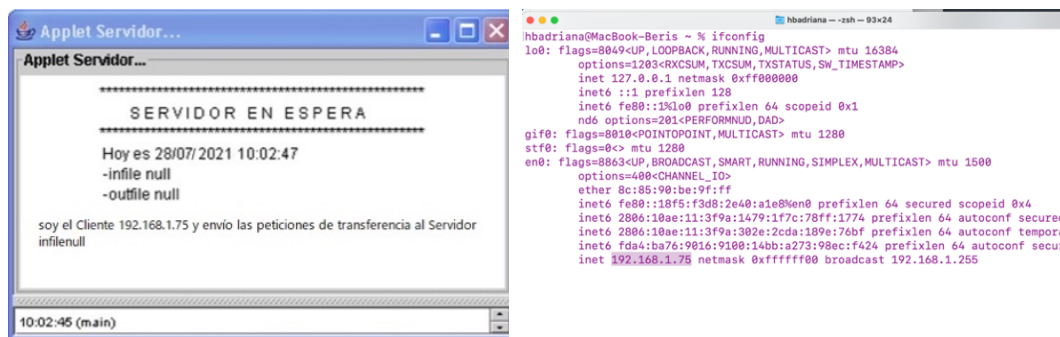 Applet Servidor...
Applet Servidor...
************************************************************
SERVIDOR EN ESPERA
************************************************************
Hoy es 28/07/2021 10:02:47
-infile null
-outfile null
soy el Cliente 192.168.1.75 y envío las peticiones de transferencia al Servidor
infilenull
10:02:45 (main)
hbadriana — -zsh — 93×24
hbadriana@MacBook-Beris ~ % ifconfig
lo0: flags=8049<UP,LOOPBACK,RUNNING,MULTICAST> mtu 16384
options=1203<RXCSUM,TXCSUM,TXSTATUS,SW_TIMESTAMP>
inet 127.0.0.1 netmask 0xff000000
inet6 ::1 prefixlen 128
inet6 fe80::1%lo0 prefixlen 64 scopeid 0x1
nd6 options=201<PERFORMNUD,DAD>
gif0: flags=8010<POINTOPOINT,MULTICAST> mtu 1280
stf0: flags=0<> mtu 1280
en0: flags=8863<UP,BROADCAST,SMART,RUNNING,SIMPLEX,MULTICAST> mtu 1500
options=400<CHANNEL_IO>
ether 8c:85:90:be:9f:ff
inet6 fe80::18f5:f3d8:2e40:a1e8%en0 prefixlen 64 secured scopeid 0x4
inet6 2806:10ae:11:3f9a:1479:1f7c:78ff:1774 prefixlen 64 autoconf secured
inet6 2806:10ae:11:3f9a:302e:2cda:189e:76bf prefixlen 64 autoconf tempora
inet6 fda4:ba76:9016:9100:14bb:a273:98ec:f424 prefixlen 64 autoconf secu
inet 192.168.1.75 netmask 0xffffff00 broadcast 192.168.1.255